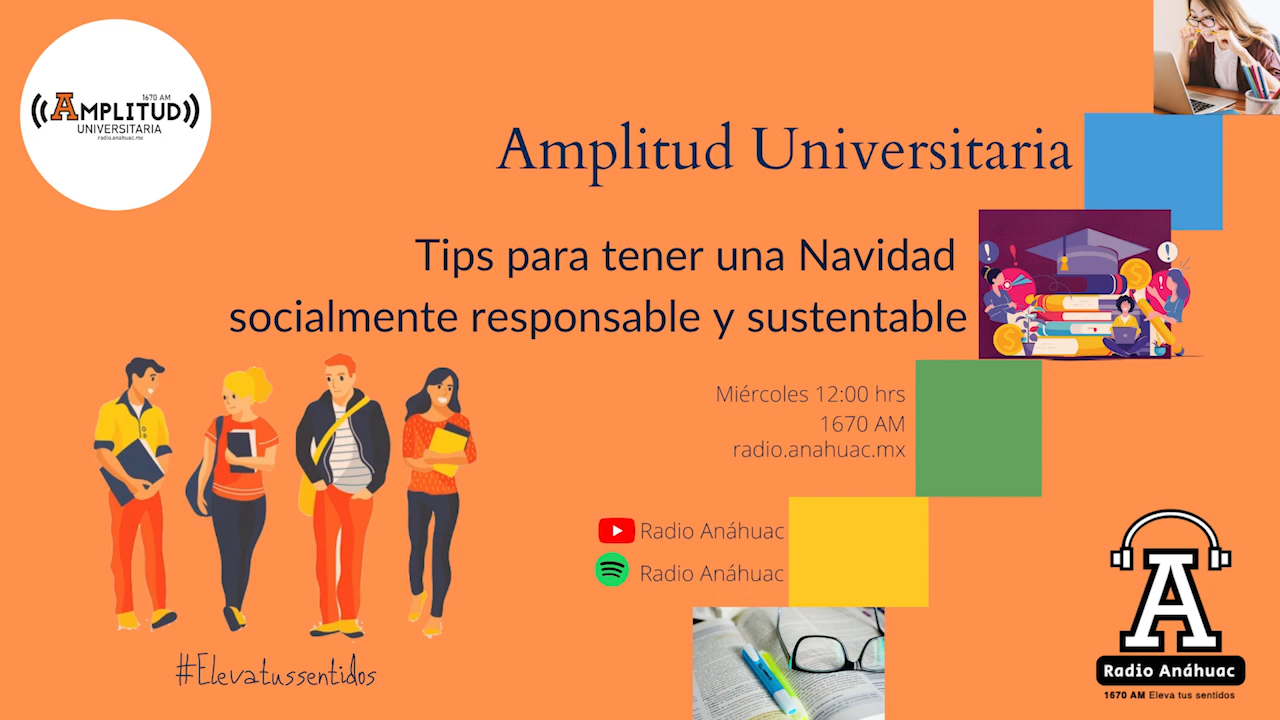 1670 AM
AMPLITUD
UNIVERSITARIA
radio.anahuac.mx
Amplitud Universitaria
Tips para tener una Navidad
socialmente responsable y sustentable
Miércoles 12:00 hrs
1670 AM
radio.anahuac.mx
Radio Anáhuac
Radio Anáhuac
#Elevatussentidos
A
Radio Anáhuac
1670 AM Eleva tus sentidos